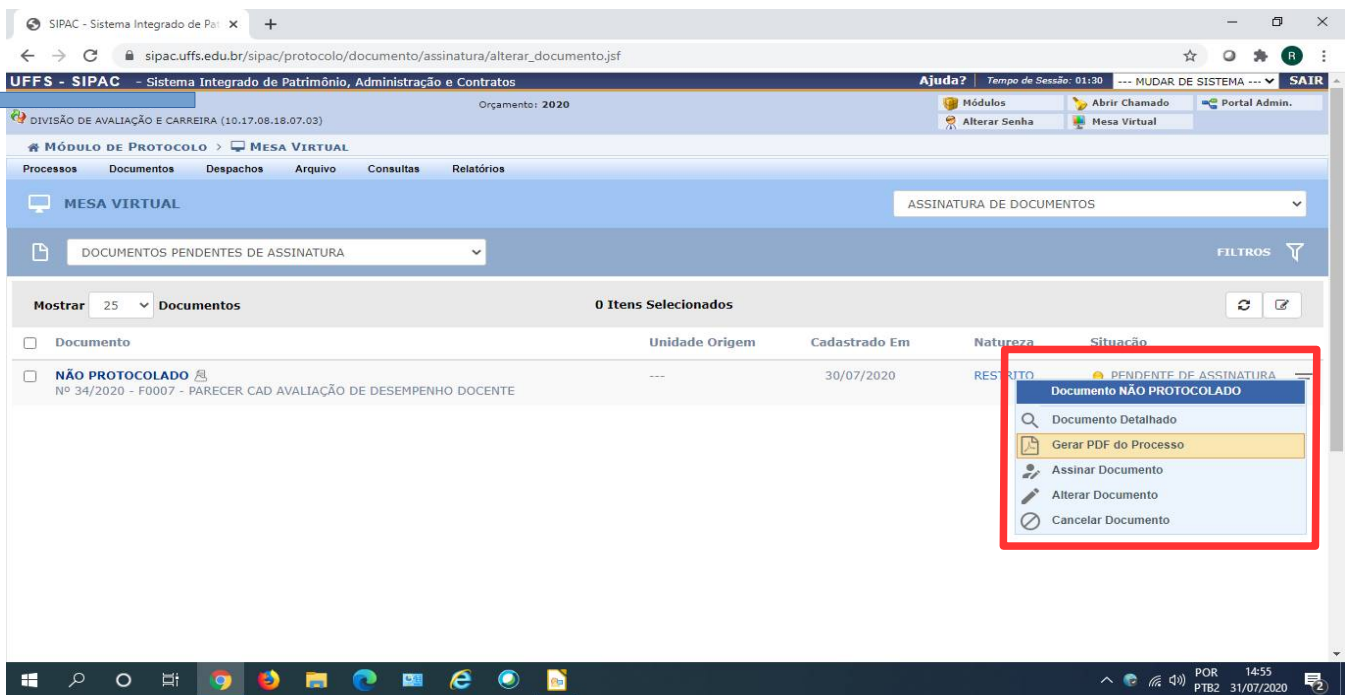 SIPAC - Sistema Integrado de Pat
sipac.uffs.edu.br/sipac/protocolo/documento/assinatura/alterar_documento.jsf
R
UFFS - SIPAC - Sistema Integrado de Patrimônio, Administração e Contratos
Ajuda? Tempo de Sessão: 01:30 --- MUDAR DE SISTEMA --- SAIR
Orçamento: 2020
Módulos Abrir Chamado Portal Admin.
DIVISÃO DE AVALIAÇÃO E CARREIRA (10.17.08.18.07.03)
Alterar Senha Mesa Virtual
MÓDULO DE PROTOCOLO > MESA VIRTUAL
Processos Documentos Despachos Arquivo Consultas Relatórios
MESA VIRTUAL
ASSINATURA DE DOCUMENTOS
DOCUMENTOS PENDENTES DE ASSINATURA
FILTROS
Mostrar 25 Documentos
0 Itens Selecionados
Documento Unidade Origem Cadastrado Em Natureza Situação
NÃO PROTOCOLADO --- 30/07/2020 RESTRITO PENDENTE DE ASSINATURA
Nº 34/2020 - F0007 - PARECER CAD AVALIAÇÃO DE DESEMPENHO DOCENTE
Documento NÃO PROTOCOLADO
Documento Detalhado
Gerar PDF do Processo
Assinar Documento
Alterar Documento
Cancelar Documento
POR 14:55
PTB2 31/07/2020
2